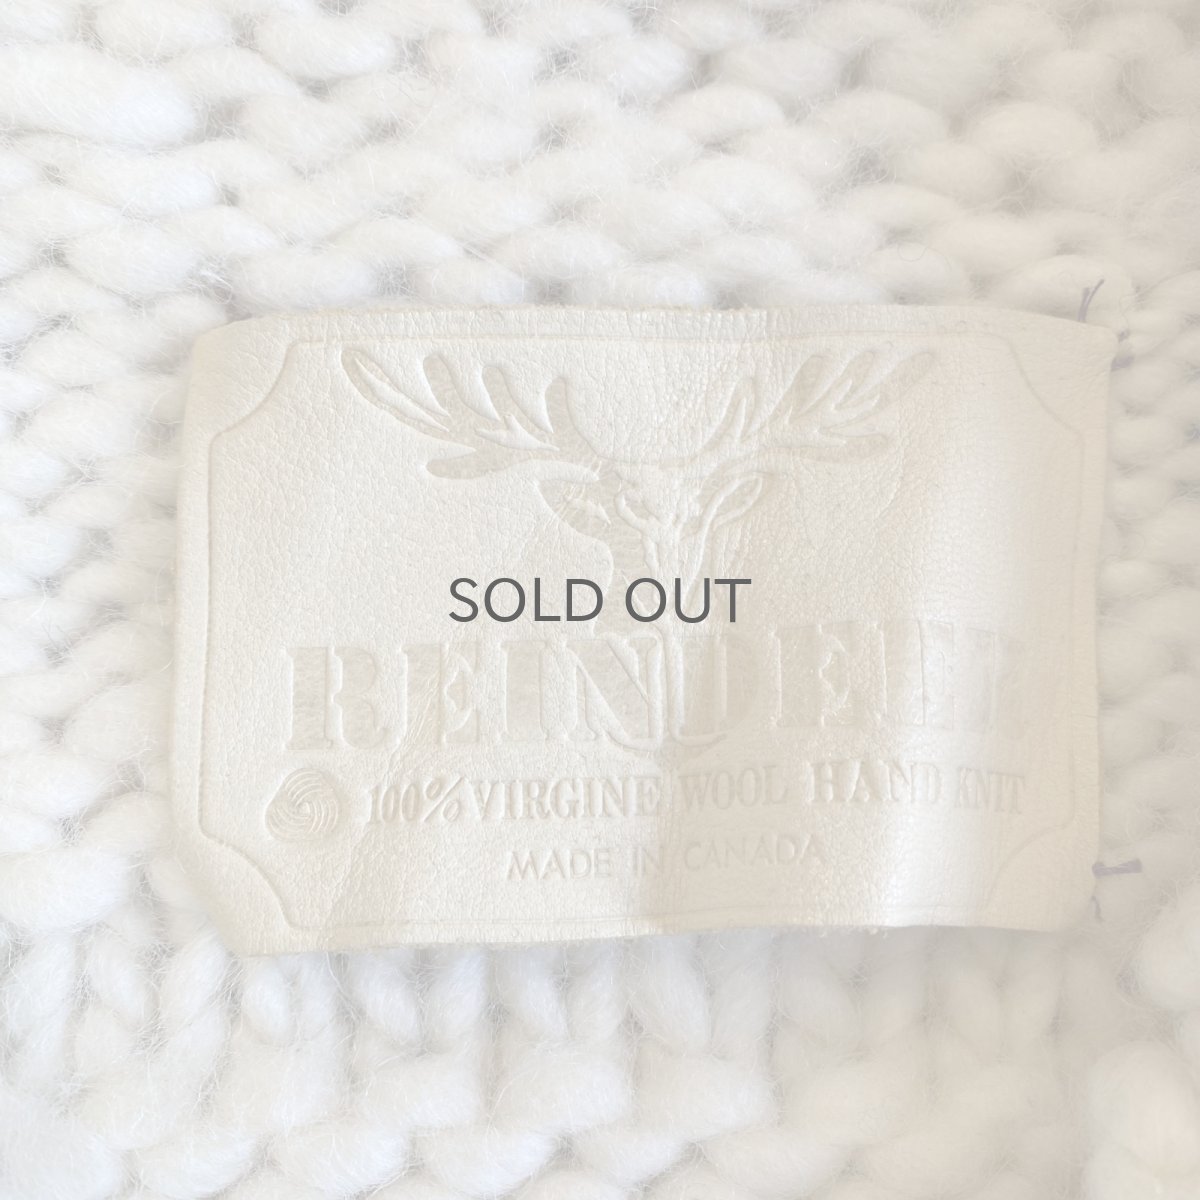 SOLD OUT
REINDEER
100% VIRGINE WOOL HAND KNIT
MADE IN CANADA